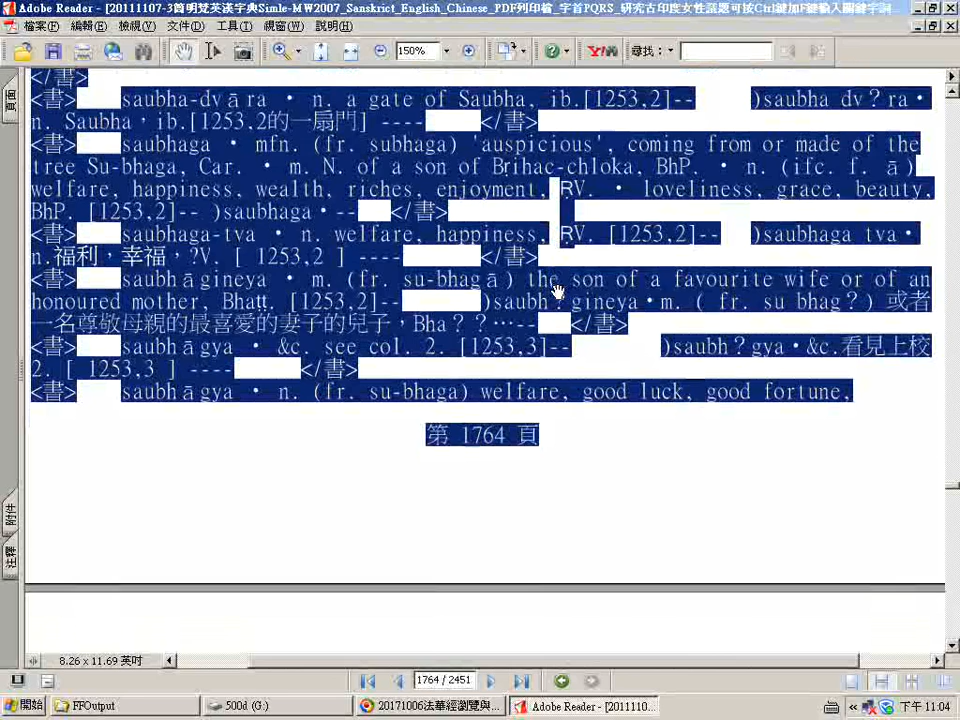 Adobe Reader - [20111107-3簡明梵英漢字典Simle-MW2007_Sanskrict_English_Chinese_PDF列印檔_字首PQRS_研究古印度女性議題可按Ctrl鍵加F鍵輸入關鍵字詞
檔案(F) 編輯(E) 檢視(V) 文件(D) 工具(T) 視窗(W) 說明(H)
150% 尋找:
頁面
</書>
<書> saubha-dvāra • n. a gate of Saubha, ib.[1253,2]-- )saubha dv?ra•
n. Saubha,ib.[1253,2的一扇門] ---- </書>
<書> saubhaga • mfn. (fr. subhaga) 'auspicious', coming from or made of the
tree Su-bhaga, Car. • m. N. of a son of Bṛihac-chloka, BhP. • n. (ifc. f. ā)
welfare, happiness, wealth, riches, enjoyment, ṚV. • loveliness, grace, beauty,
BhP. [1253,2]-- )saubhaga•-- </書>
<書> saubhaga-tva • n. welfare, happiness, ṚV. [1253,2]-- )saubhaga tva•
n.福利,幸福,?V. [ 1253,2 ] ---- </書>
<書> saubhāgineya • m. (fr. su-bhagā) the son of a favourite wife or of an
honoured mother, Bhaṭṭ. [1253,2]-- )saubh?gineya•m. ( fr. su bhag?) 或者
一名尊敬母親的最喜愛的妻子的兒子,Bha??…-- </書>
<書> saubhāgya • &c. see col. 2. [1253,3]-- )saubh?gya•&c.看見上校
2. [ 1253,3 ] ---- </書>
<書> saubhāgya • n. (fr. su-bhaga) welfare, good luck, good fortune,
第 1764 頁
附件
注釋
8.26 x 11.69 英吋
1764 / 2451
開始 FFOutput 500d (G:) 20171006法華經瀏覽與... Adobe Reader - [2011110... 下午 11:04